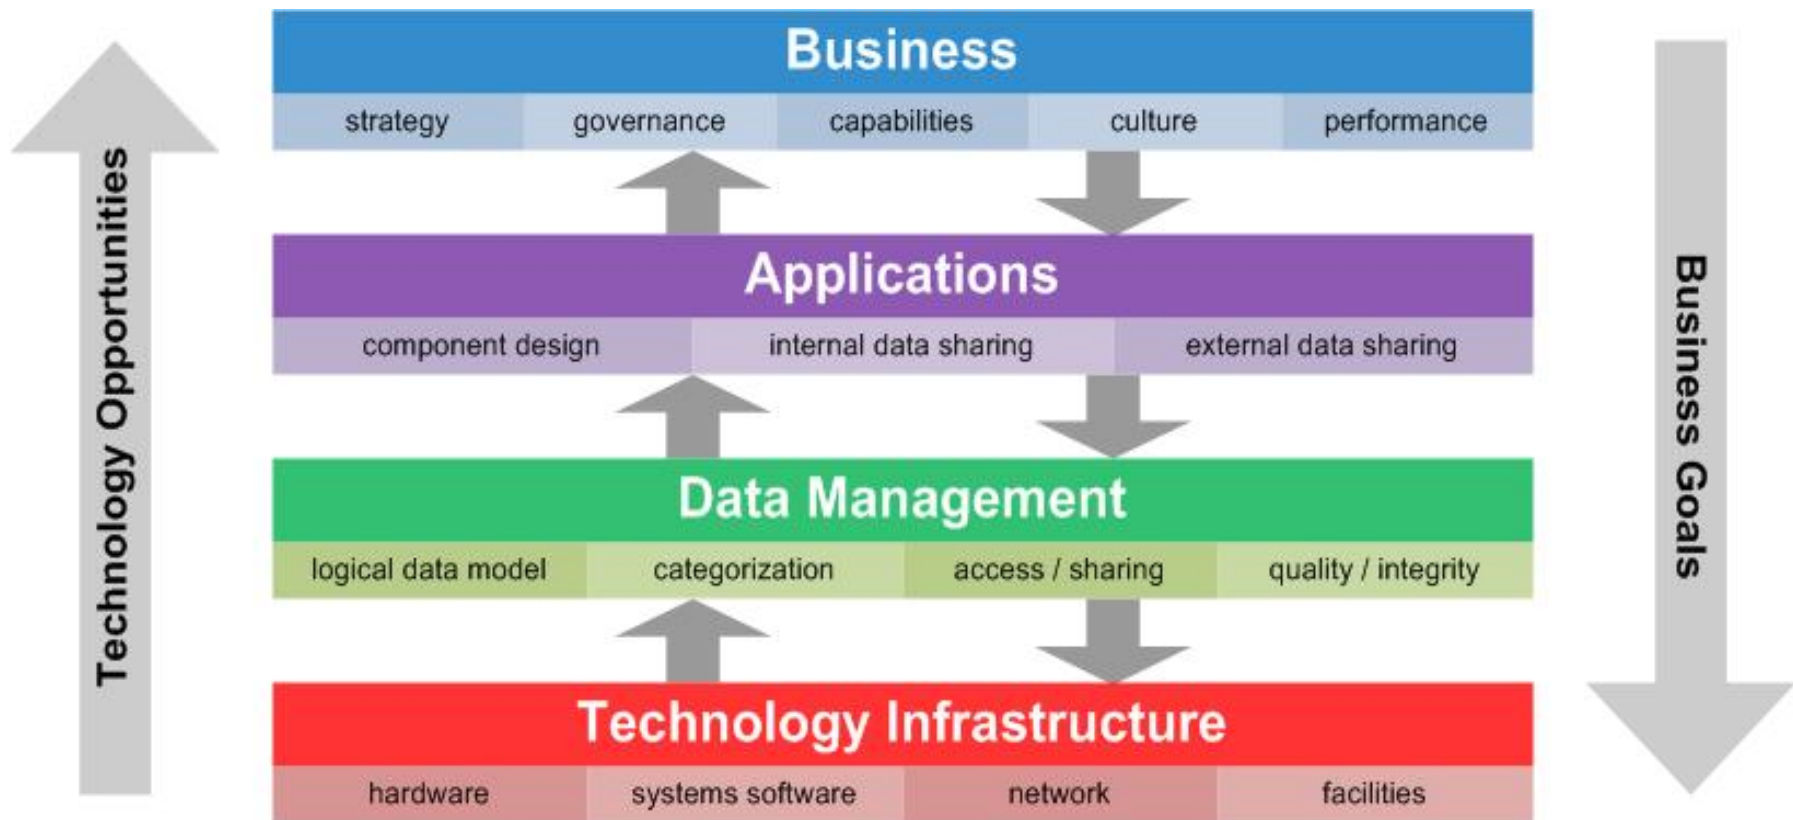 Business
strategy governance capabilities culture performance
Applications
component design internal data sharing external data sharing
Data Management
logical data model categorization access / sharing quality / integrity
Technology Infrastructure
hardware systems software network facilities
Technology Opportunities
Business Goals